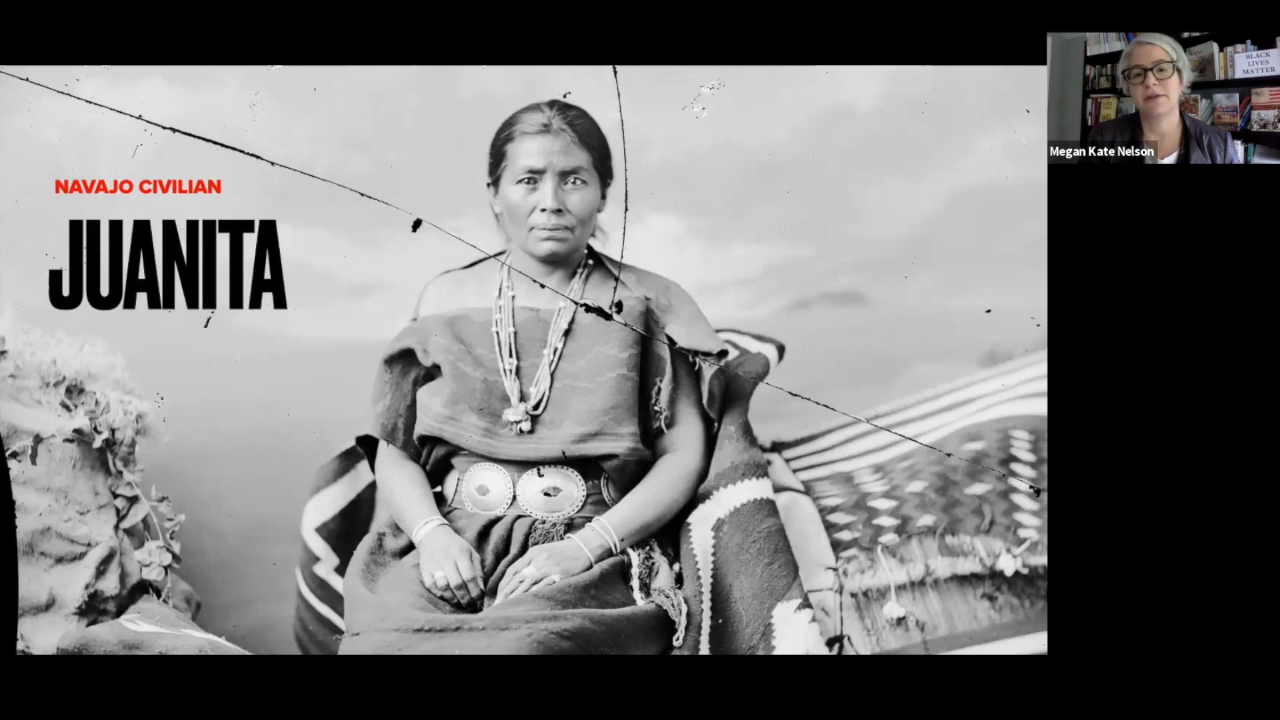 NAVAJO CIVILIAN
JUANITA
BLACK
LIVES
MATTER
Megan Kate Nelson